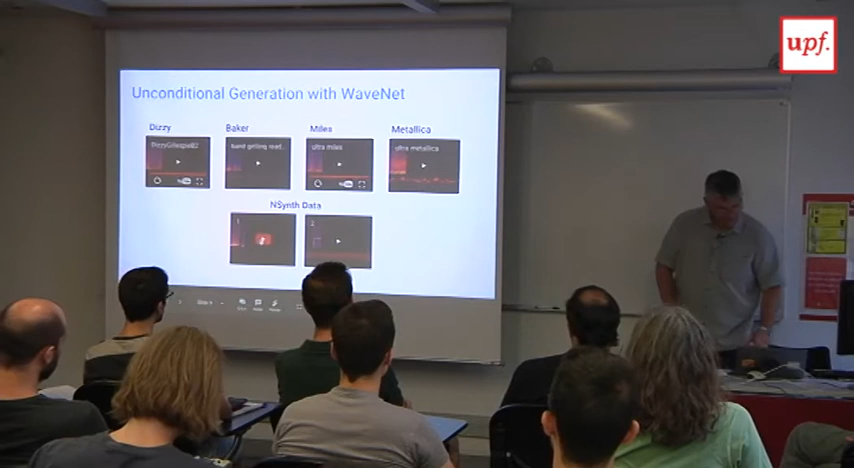 upf.
Unconditional Generation with WaveNet
Dizzy
Baker
Miles
Metallica
DizzyGillespie82
band getting read..
ultra miles
ultra metallica
NSynth Data
1
2